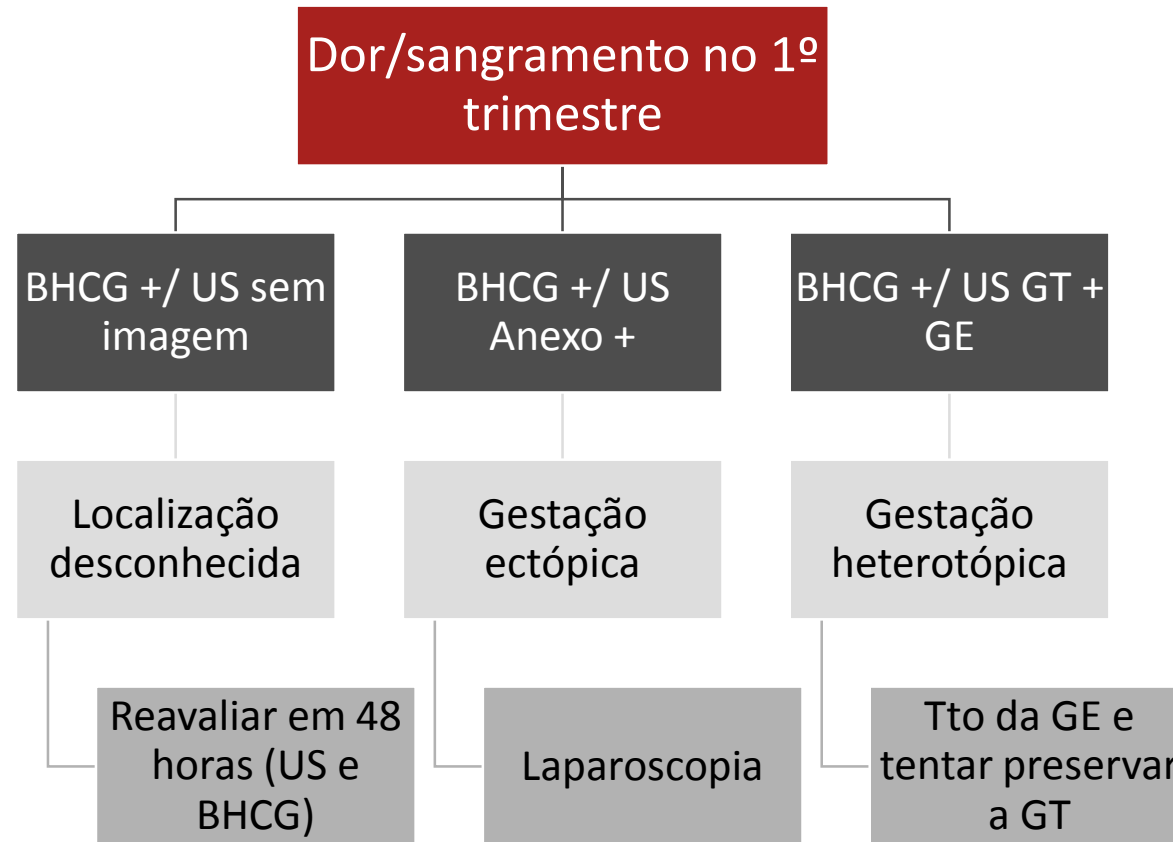 Dor/sangramento no 1º
trimestre
BHCG +/ US sem
imagem
BHCG +/ US
Anexo +
BHCG +/ US GT +
GE
Localização
desconhecida
Gestação
ectópica
Gestação
heterotópica
Reavaliar em 48
horas (US e
BHCG)
Laparoscopia
Tto da GE e
tentar preservar
a GT